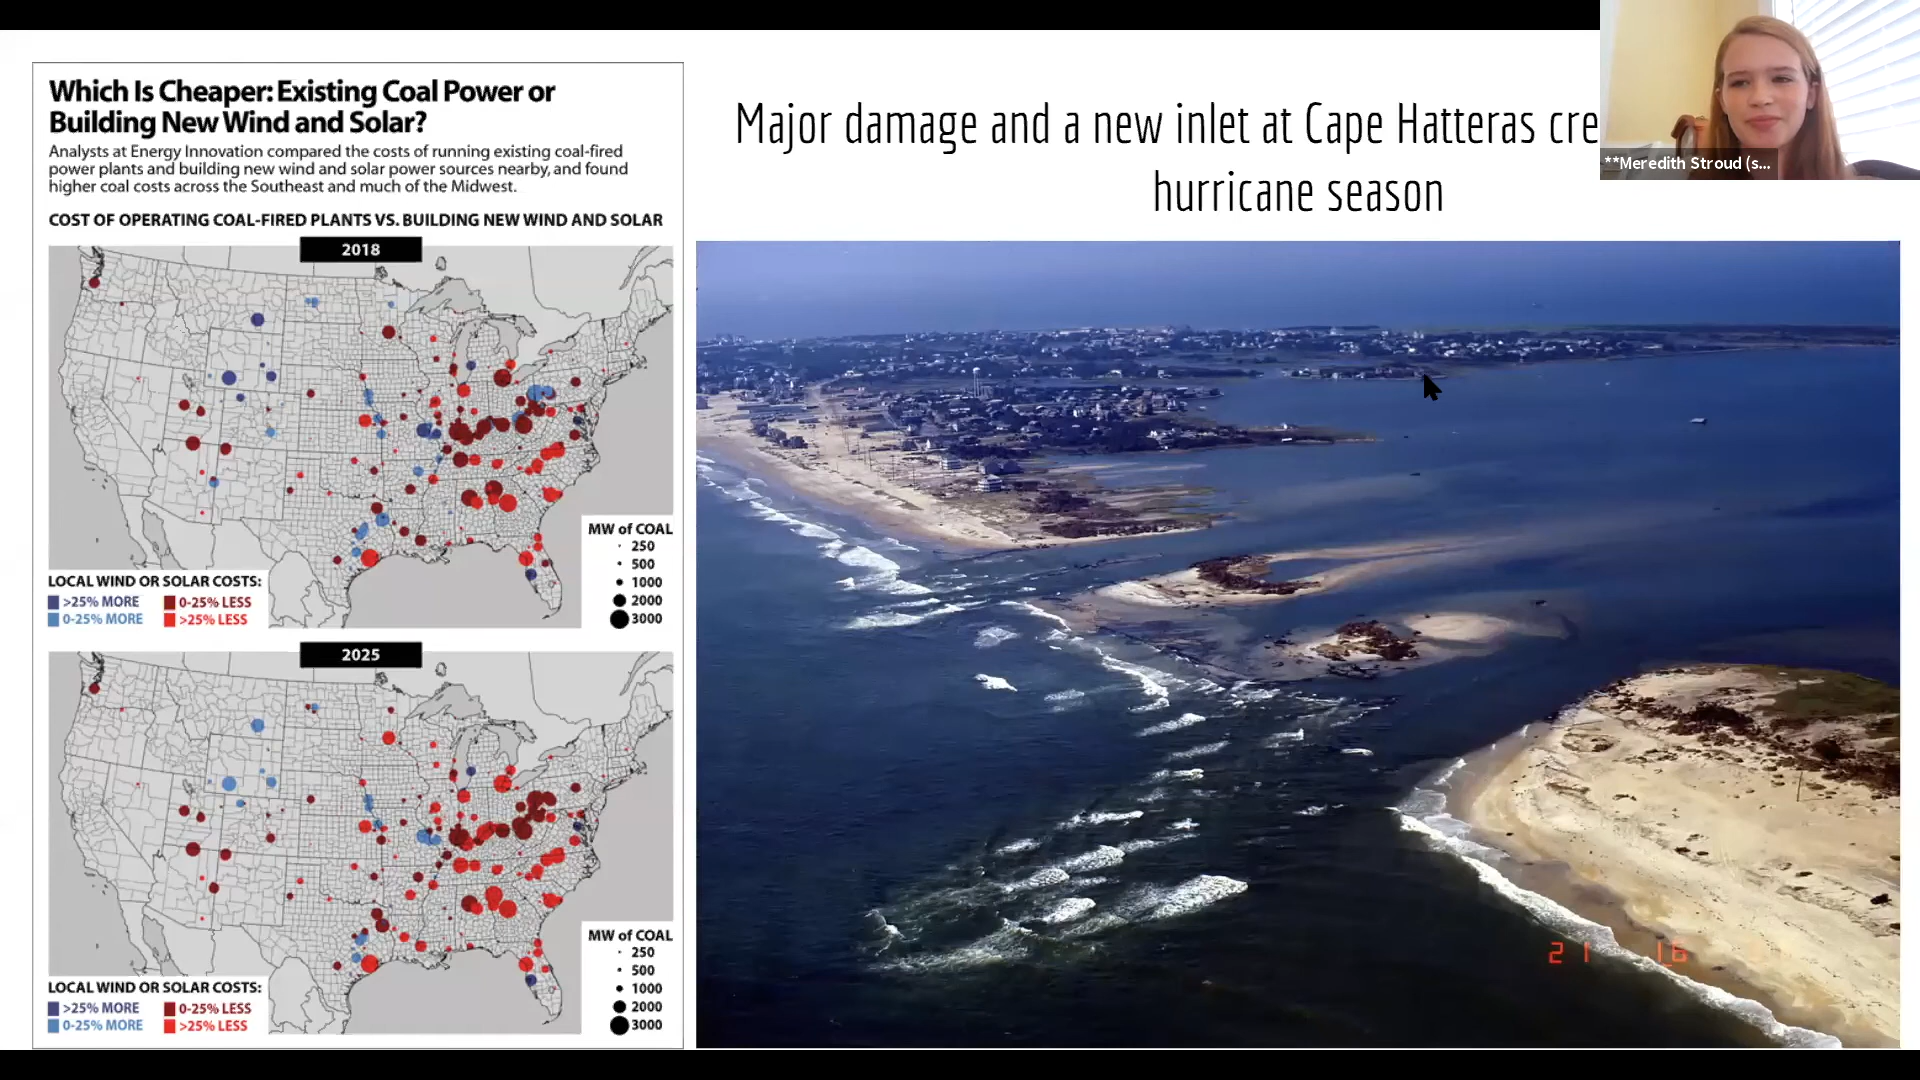 Which Is Cheaper: Existing Coal Power or
Building New Wind and Solar?
Analysts at Energy Innovation compared the costs of running existing coal-fired
power plants and building new wind and solar power sources nearby, and found
higher coal costs across the Southeast and much of the Midwest.
COST OF OPERATING COAL-FIRED PLANTS VS. BUILDING NEW WIND AND SOLAR
2018
MW of COAL
250
500
1000
2000
3000
LOCAL WIND OR SOLAR COSTS:
>25% MORE
0-25% LESS
0-25% MORE
>25% LESS
2025
MW of COAL
250
500
1000
2000
3000
LOCAL WIND OR SOLAR COSTS:
>25% MORE
0-25% LESS
0-25% MORE
>25% LESS
Major damage and a new inlet at Cape Hatteras cre
hurricane season
**Meredith Stroud (s...
21 16